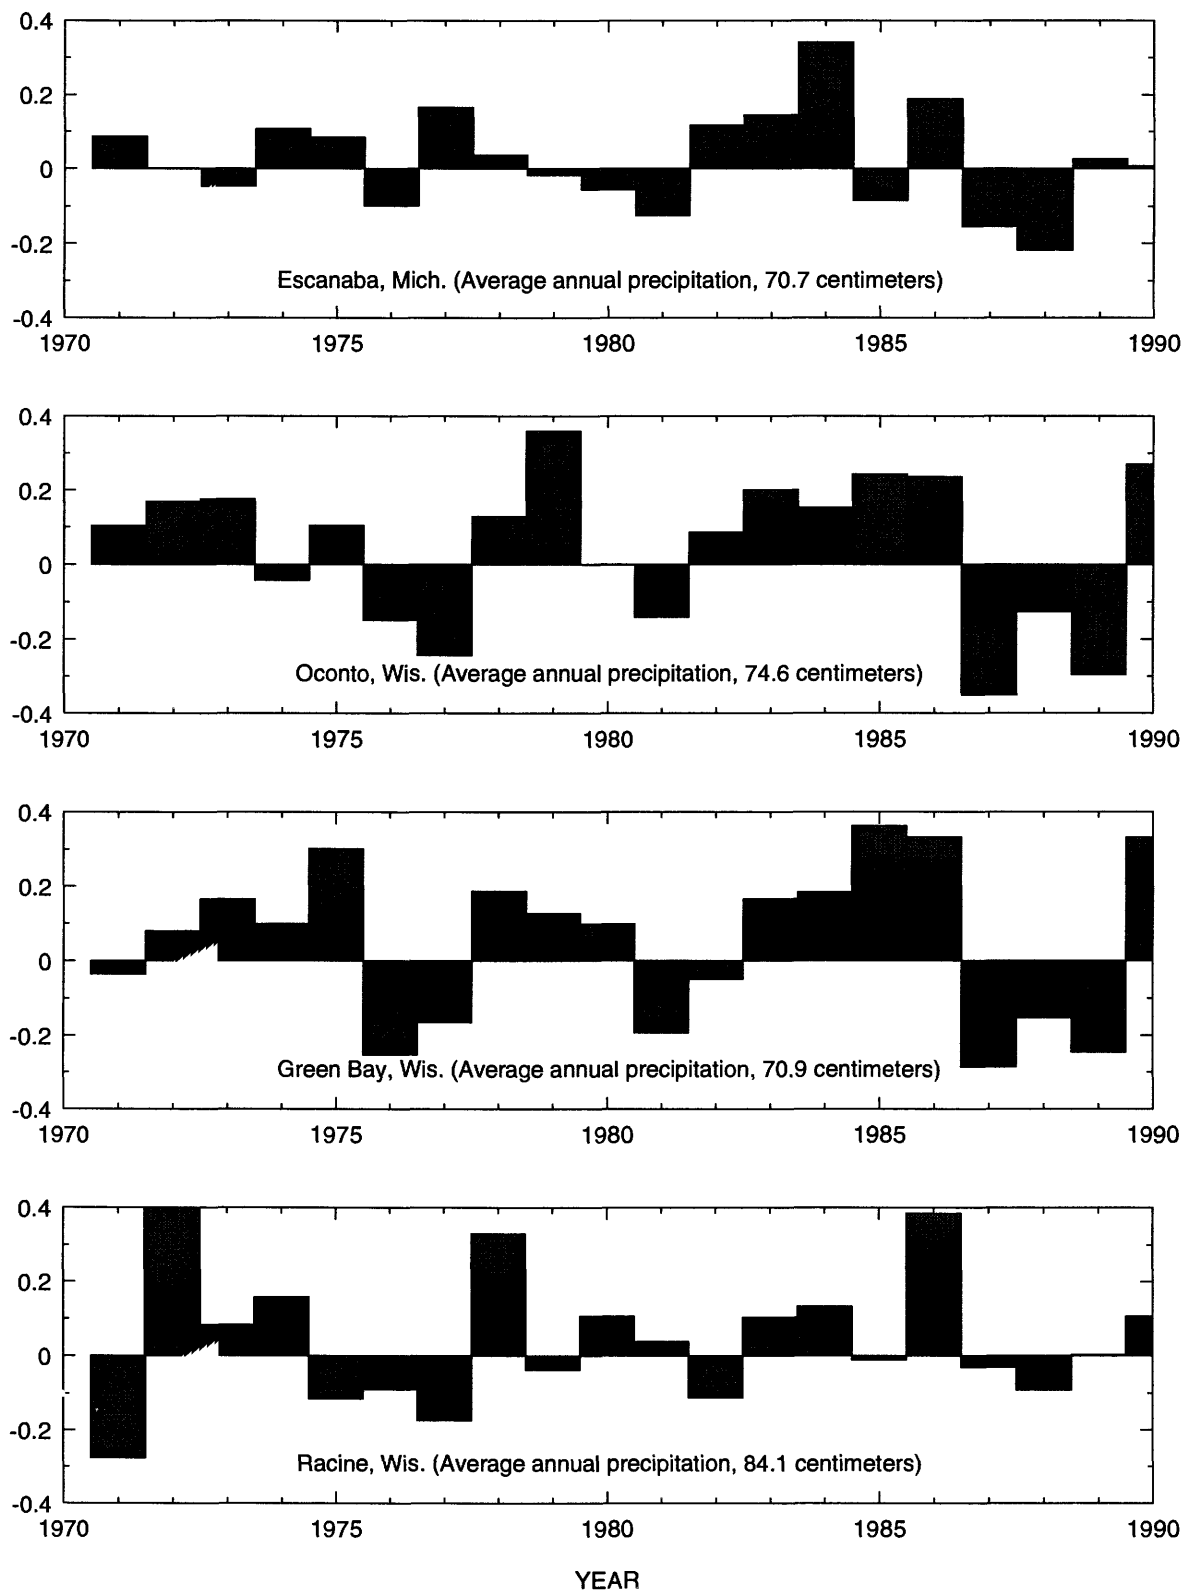 0.4
0.2
0
-0.2
Escanaba, Mich. (Average annual precipitation, 70.7 centimeters)
-0.4
1970 1975 1980 1985 1990
0.4
0.2
0
-0.2
Oconto, Wis. (Average annual precipitation, 74.6 centimeters)
-0.4
1970 1975 1980 1985 1990
0.4
0.2
0
-0.2
Green Bay, Wis. (Average annual precipitation, 70.9 centimeters)
-0.4
1970 1975 1980 1985 1990
0.4
0.2
0
-0.2
Racine, Wis. (Average annual precipitation, 84.1 centimeters)
-0.4
1970 1975 1980 1985 1990
YEAR